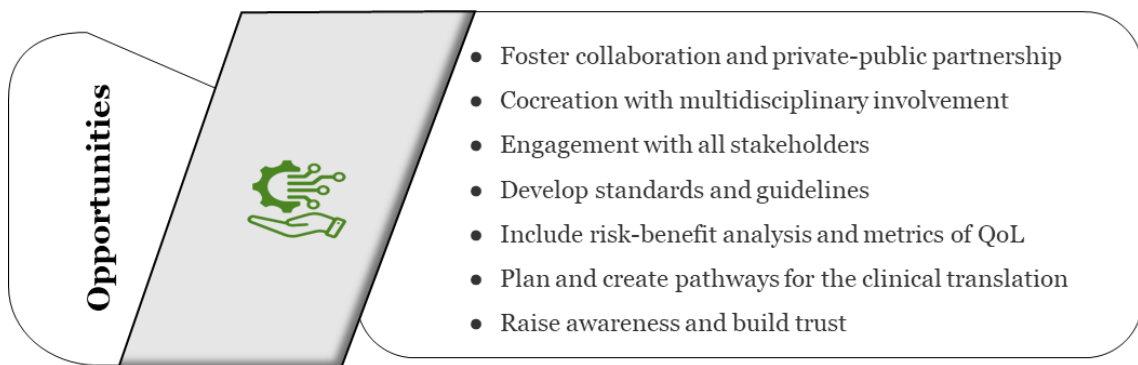 Opportunities
● Foster collaboration and private-public partnership
● Cocreation with multidisciplinary involvement
● Engagement with all stakeholders
● Develop standards and guidelines
● Include risk-benefit analysis and metrics of QoL
● Plan and create pathways for the clinical translation
● Raise awareness and build trust